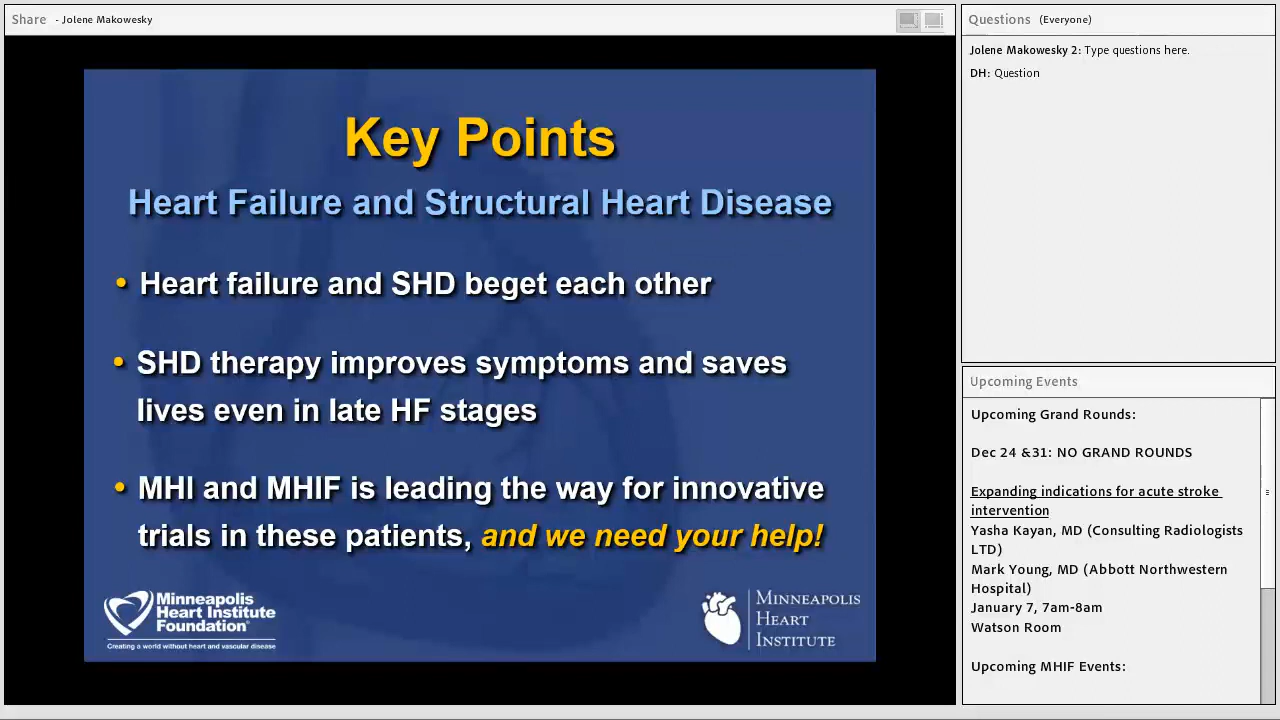 Share - Jolene Makowesky
Key Points
Heart Failure and Structural Heart Disease
• Heart failure and SHD beget each other
• SHD therapy improves symptoms and saves
lives even in late HF stages
• MHI and MHIF is leading the way for innovative
trials in these patients, and we need your help!
Minneapolis
Heart Institute
Foundation®
Creating a world without heart and vascular disease
MINNEAPOLIS
HEART
INSTITUTE
Questions (Everyone)
Jolene Makowesky 2: Type questions here.
DH: Question
Upcoming Events
Upcoming Grand Rounds:
Dec 24 &31: NO GRAND ROUNDS
Expanding indications for acute stroke
intervention
Yasha Kayan, MD (Consulting Radiologists
LTD)
Mark Young, MD (Abbott Northwestern
Hospital)
January 7, 7am-8am
Watson Room
Upcoming MHIF Events: